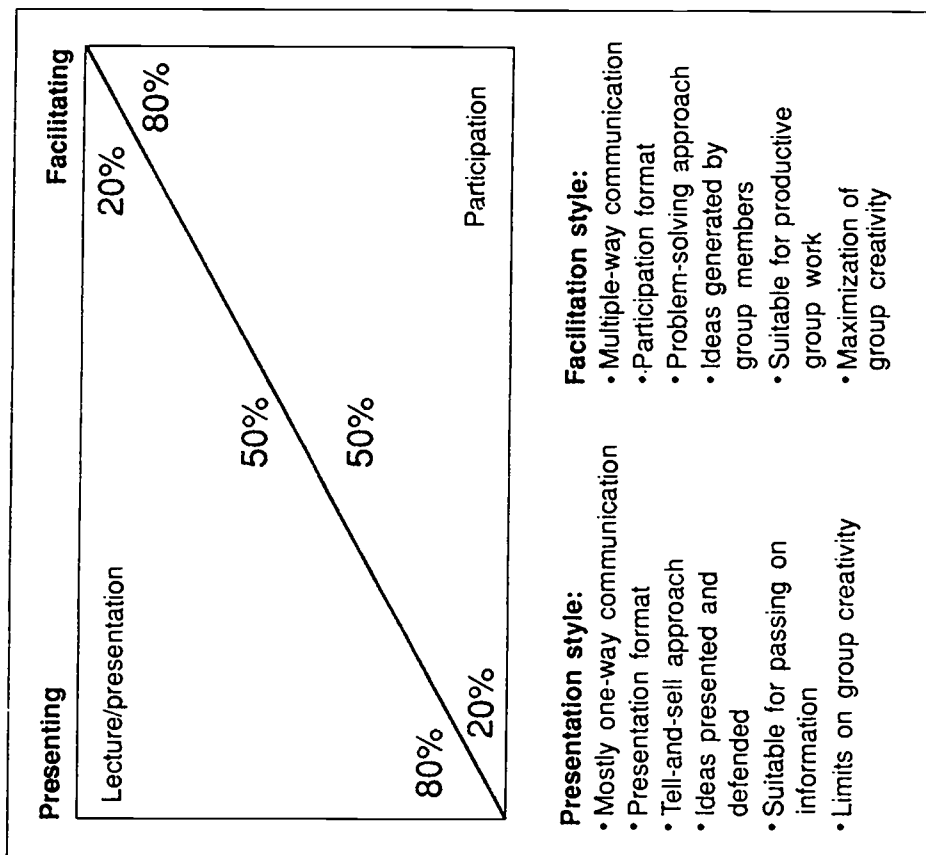 Presenting
Facilitating
Lecture/presentation
20%
80%
50%
50%
80%
20%
Participation
Presentation style:
• Mostly one-way communication
• Presentation format
• Tell-and-sell approach
• Ideas presented and
defended
• Suitable for passing on
information
• Limits on group creativity
Facilitation style:
• Multiple-way communication
• Participation format
• Problem-solving approach
• Ideas generated by
group members
• Suitable for productive
group work
• Maximization of
group creativity